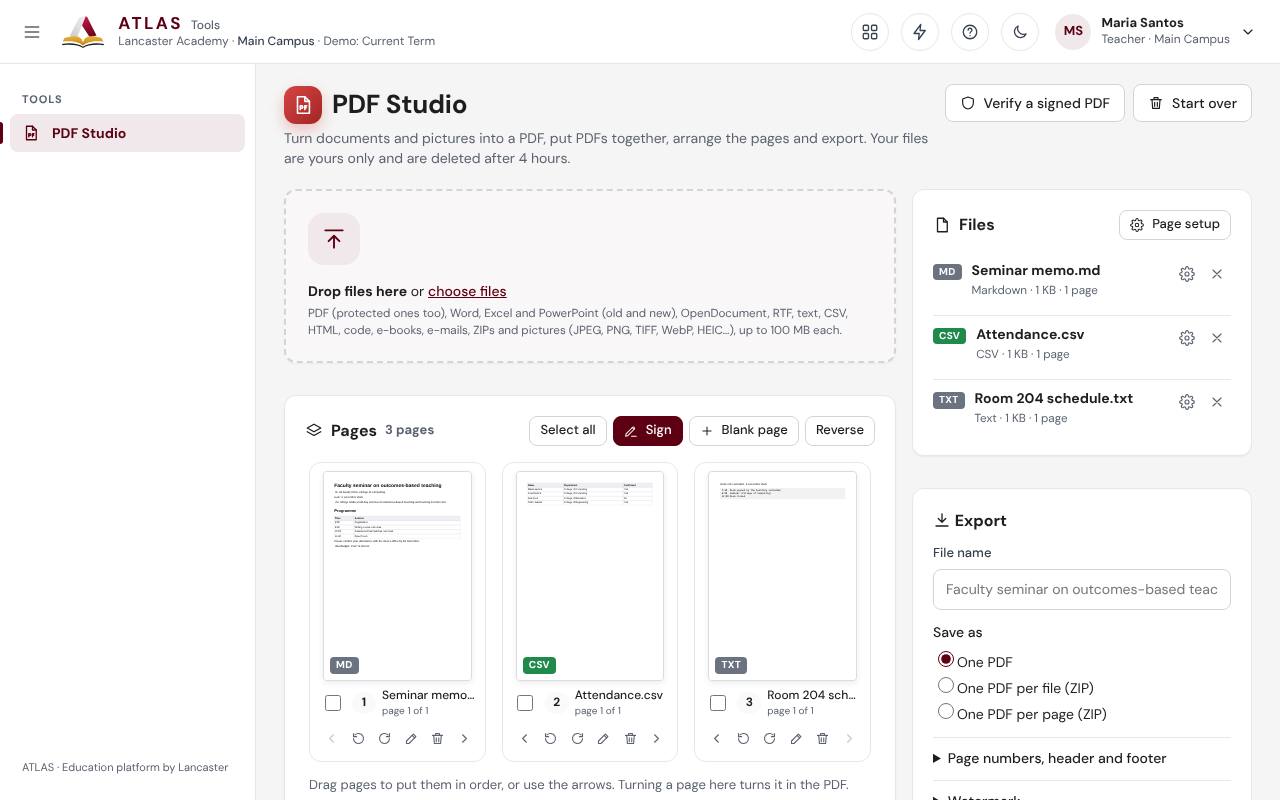 ATLAS Tools
Lancaster Academy · Main Campus · Demo: Current Term
MS
Maria Santos
Teacher · Main Campus
TOOLS
PDF Studio
ATLAS · Education platform by Lancaster
PDF Studio
Verify a signed PDF
Start over
Turn documents and pictures into a PDF, put PDFs together, arrange the pages and export. Your files
are yours only and are deleted after 4 hours.
Drop files here or choose files
PDF (protected ones too), Word, Excel and PowerPoint (old and new), OpenDocument, RTF, text, CSV,
HTML, code, e-books, e-mails, ZIPs and pictures (JPEG, PNG, TIFF, WebP, HEIC…), up to 100 MB each.
Pages 3 pages
Select all
Sign
Blank page
Reverse
Faculty seminar on outcomes-based teaching
Programme
MD
CSV
TXT
1 Seminar memo…
page 1 of 1
2 Attendance.csv
page 1 of 1
3 Room 204 sch…
page 1 of 1
Drag pages to put them in order, or use the arrows. Turning a page here turns it in the PDF.
Files
Page setup
MD Seminar memo.md
Markdown · 1 KB · 1 page
CSV Attendance.csv
CSV · 1 KB · 1 page
TXT Room 204 schedule.txt
Text · 1 KB · 1 page
Export
File name
Faculty seminar on outcomes-based teac
Save as
One PDF
One PDF per file (ZIP)
One PDF per page (ZIP)
Page numbers, header and footer
Watermark